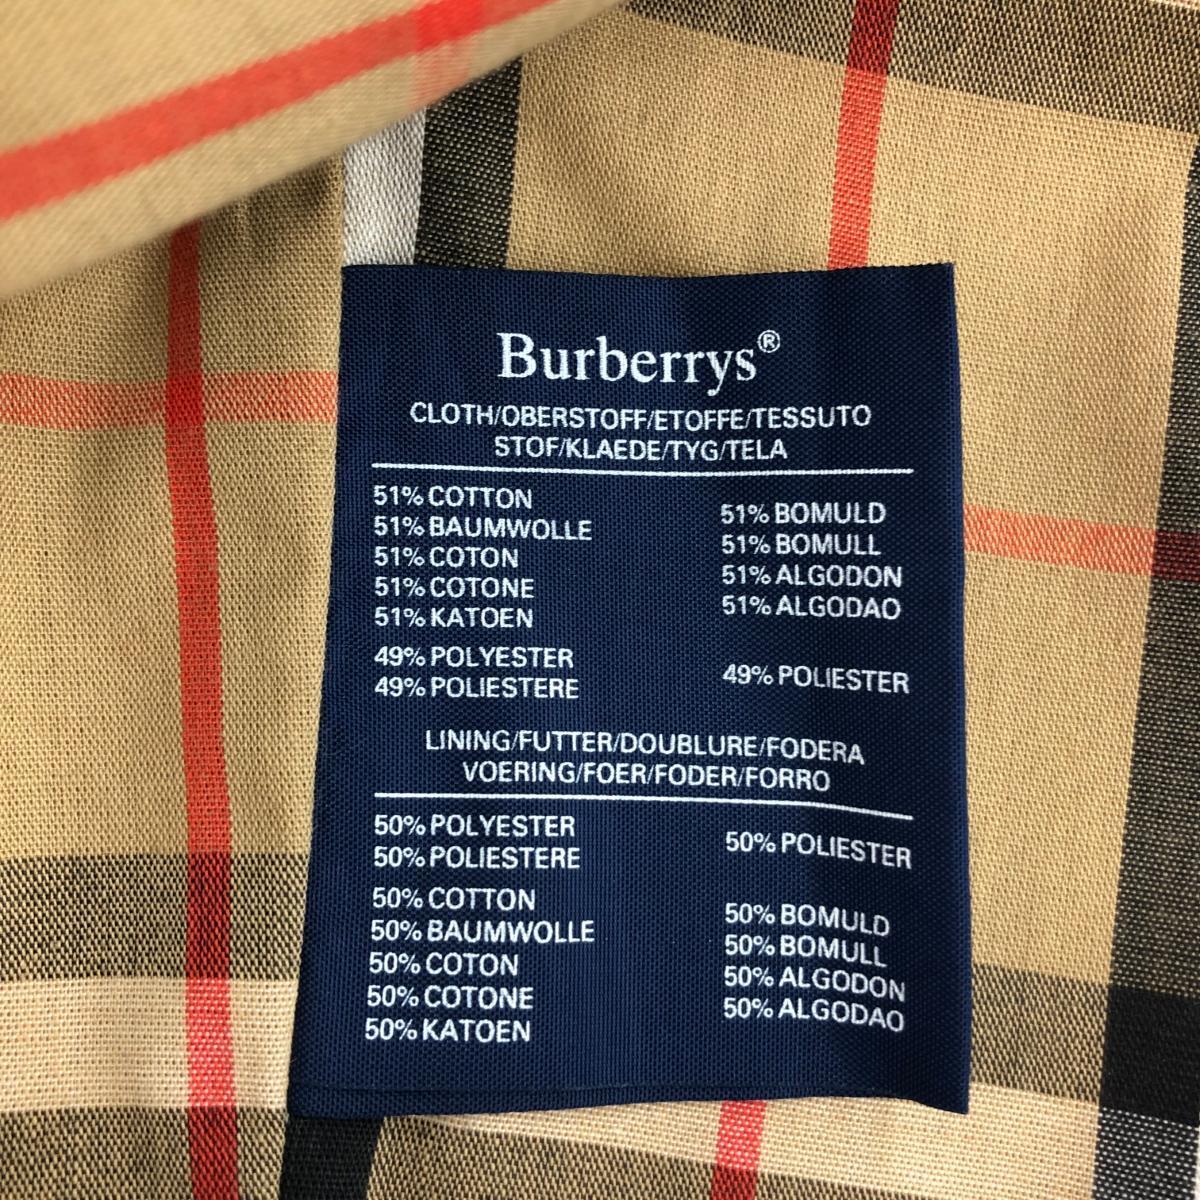 Burberrys®
CLOTH/OBERSTOFF/ETOFFE/TESSUTO
STOF/KLAEDE/TYG/TELA
51% COTTON
51% BAUMWOLLE
51% COTON
51% COTONE
51% KATOEN
51% BOMULD
51% BOMULL
51% ALGODON
51% ALGODAO
49% POLYESTER
49% POLIESTERE
49% POLIESTER
LINING/FUTTER/DOUBLURE/FODERA
VOERING/FOER/FODER/FORRO
50% POLYESTER
50% POLIESTERE
50% POLIESTER
50% COTTON
50% BAUMWOLLE
50% COTON
50% COTONE
50% KATOEN
50% BOMULD
50% BOMULL
50% ALGODON
50% ALGODAO